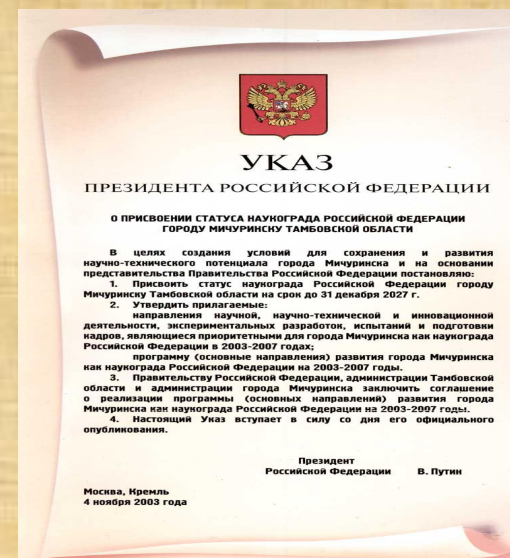 УКАЗ
ПРЕЗИДЕНТА РОССИЙСКОЙ ФЕДЕРАЦИИ
О ПРИСВОЕНИИ СТАТУСА НАУКОГРАДА РОССИЙСКОЙ ФЕДЕРАЦИИ
ГОРОДУ МИЧУРИНСКУ ТАМБОВСКОЙ ОБЛАСТИ
В целях создания условий для сохранения и развития
научно-технического потенциала города Мичуринска и на основании
представительства Правительства Российской Федерации постановляю:
1. Присвоить статус наукограда Российской Федерации городу
Мичуринску Тамбовской области на срок до 31 декабря 2027 г.
2. Утвердить прилагаемые:
направления научной, научно-технической и инновационной
деятельности, экспериментальных разработок, испытаний и подготовки
кадров, являющиеся приоритетными для города Мичуринска как наукограда
Российской Федерации в 2003-2007 годах;
программу (основные направления) развития города Мичуринска
как наукограда Российской Федерации на 2003-2007 годы.
3. Правительству Российской Федерации, администрации Тамбовской
области и администрации города Мичуринска заключить соглашение
о реализации программы (основных направлений) развития города
Мичуринска как наукограда Российской Федерации на 2003-2007 годы.
4. Настоящий Указ вступает в силу со дня его официального
опубликования.
Президент
Российской Федерации В. Путин
Москва, Кремль
4 ноября 2003 года